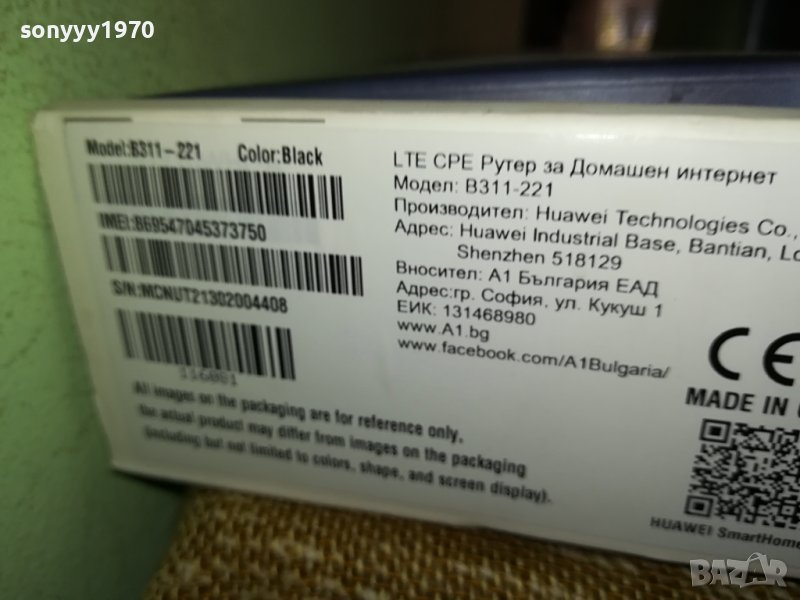 sonyyy1970
Model:B311-221 Color:Black
IMEI:869547045373750
S/N:MCNUT21302004408
116051
All images on the packaging are for reference only,
the actual product may differ from images on the packaging
(including but not limited to colors, shape, and screen display).
LTE CPE Рутер за Домашен интернет
Модел: B311-221
Производител: Huawei Technologies Co.,
Адрес: Huawei Industrial Base, Bantian,
Shenzhen 518129
Вносител: А1 България ЕАД
Адрес:гр. София, ул. Кукуш 1
ЕИК: 131468980
www.A1.bg
www.facebook.com/A1Bulgaria/
CE
MADE IN
HUAWEI SmartHome
BAZAR